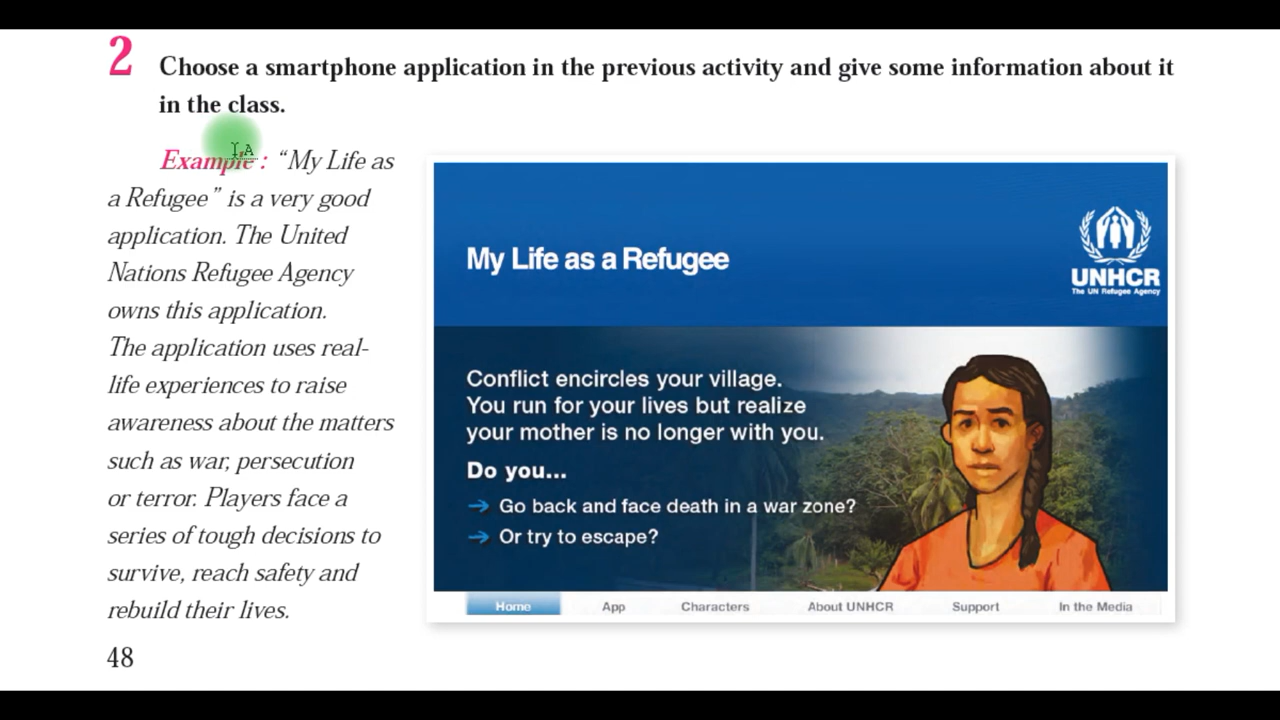 2 Choose a smartphone application in the previous activity and give some information about it
in the class.
Example : “My Life as
a Refugee” is a very good
application. The United
Nations Refugee Agency
owns this application.
The application uses real-
life experiences to raise
awareness about the matters
such as war, persecution
or terror. Players face a
series of tough decisions to
survive, reach safety and
rebuild their lives.
My Life as a Refugee
UNHCR
The UN Refugee Agency
Conflict encircles your village.
You run for your lives but realize
your mother is no longer with you.
Do you...
Go back and face death in a war zone?
Or try to escape?
Home App Characters About UNHCR Support In the Media
48